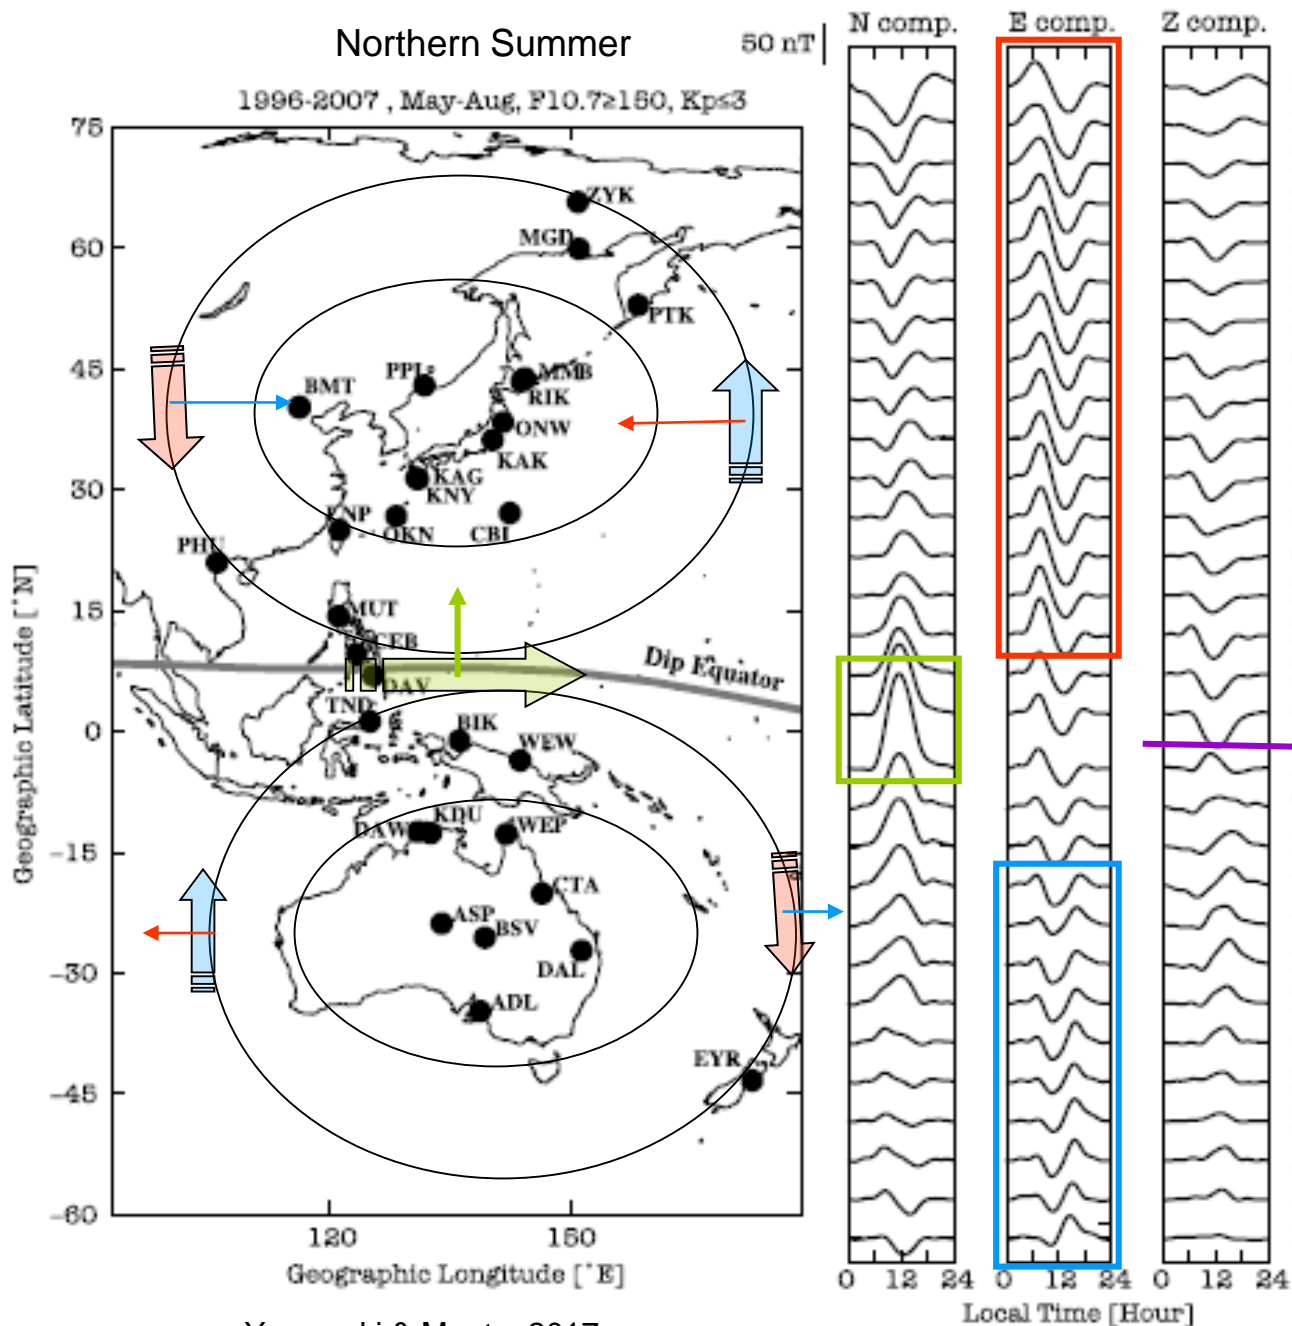 Northern Summer
1996-2007 , May-Aug, F10.7≥150, Kp≤3
50 nT
N comp.
E comp.
Z comp.
75
60
45
30
15
0
-15
-30
-45
-60
Geographic Latitude [°N]
ZYK
MGD
PTK
PPI
MMB
RIK
BMT
ONW
KAK
KAG
KNY
LNP
OKN
CBI
PHU
MUT
CEB
Dip Equator
DAV
TND
BIK
WEW
DAW
KDU
WEP
CTA
ASP
BSV
DAL
ADL
EYR
120
150
Geographic Longitude [°E]
0 12 24
0 12 24
0 12 24
Local Time [Hour]